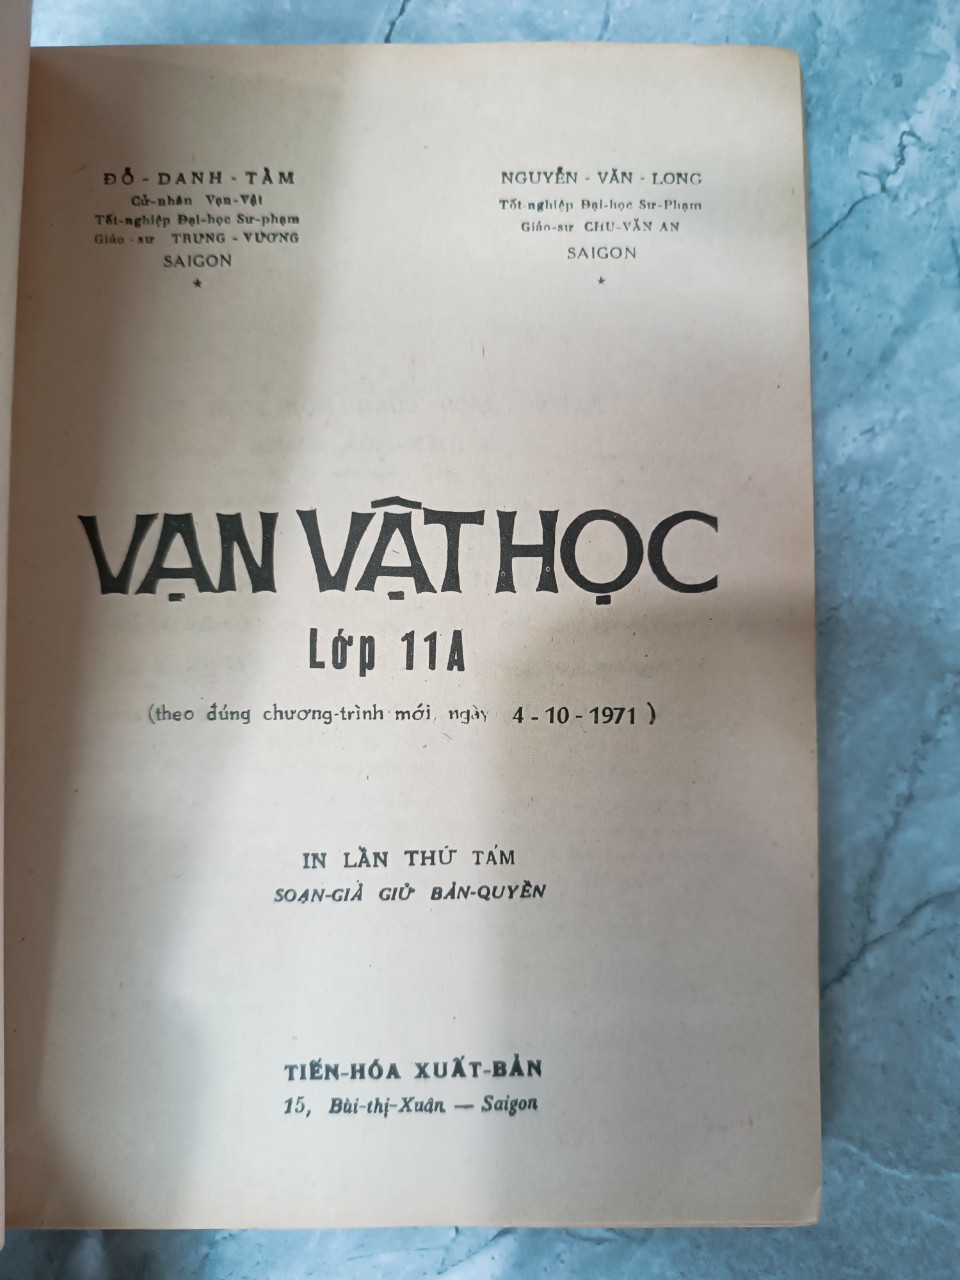 ĐỖ - DANH - TÂM
Cử-nhân Vạn-Vật
Tốt-nghiệp Đại-học Sư-phạm
Giáo-sư TRƯNG - VƯƠNG
SAIGON
★
NGUYỄN - VĂN - LONG
Tốt-nghiệp Đại-học Sư-Phạm
Giáo-sư CHU-VĂN AN
SAIGON
★
VẠN VẬT HỌC
Lớp 11A
(theo đúng chương-trình mới, ngày 4 - 10 - 1971)
IN LẦN THỨ TÁM
SOẠN-GIẢ GIỮ BẢN-QUYỀN
TIẾN-HÓA XUẤT-BẢN
15, Bùi-thị-Xuân — Saigon